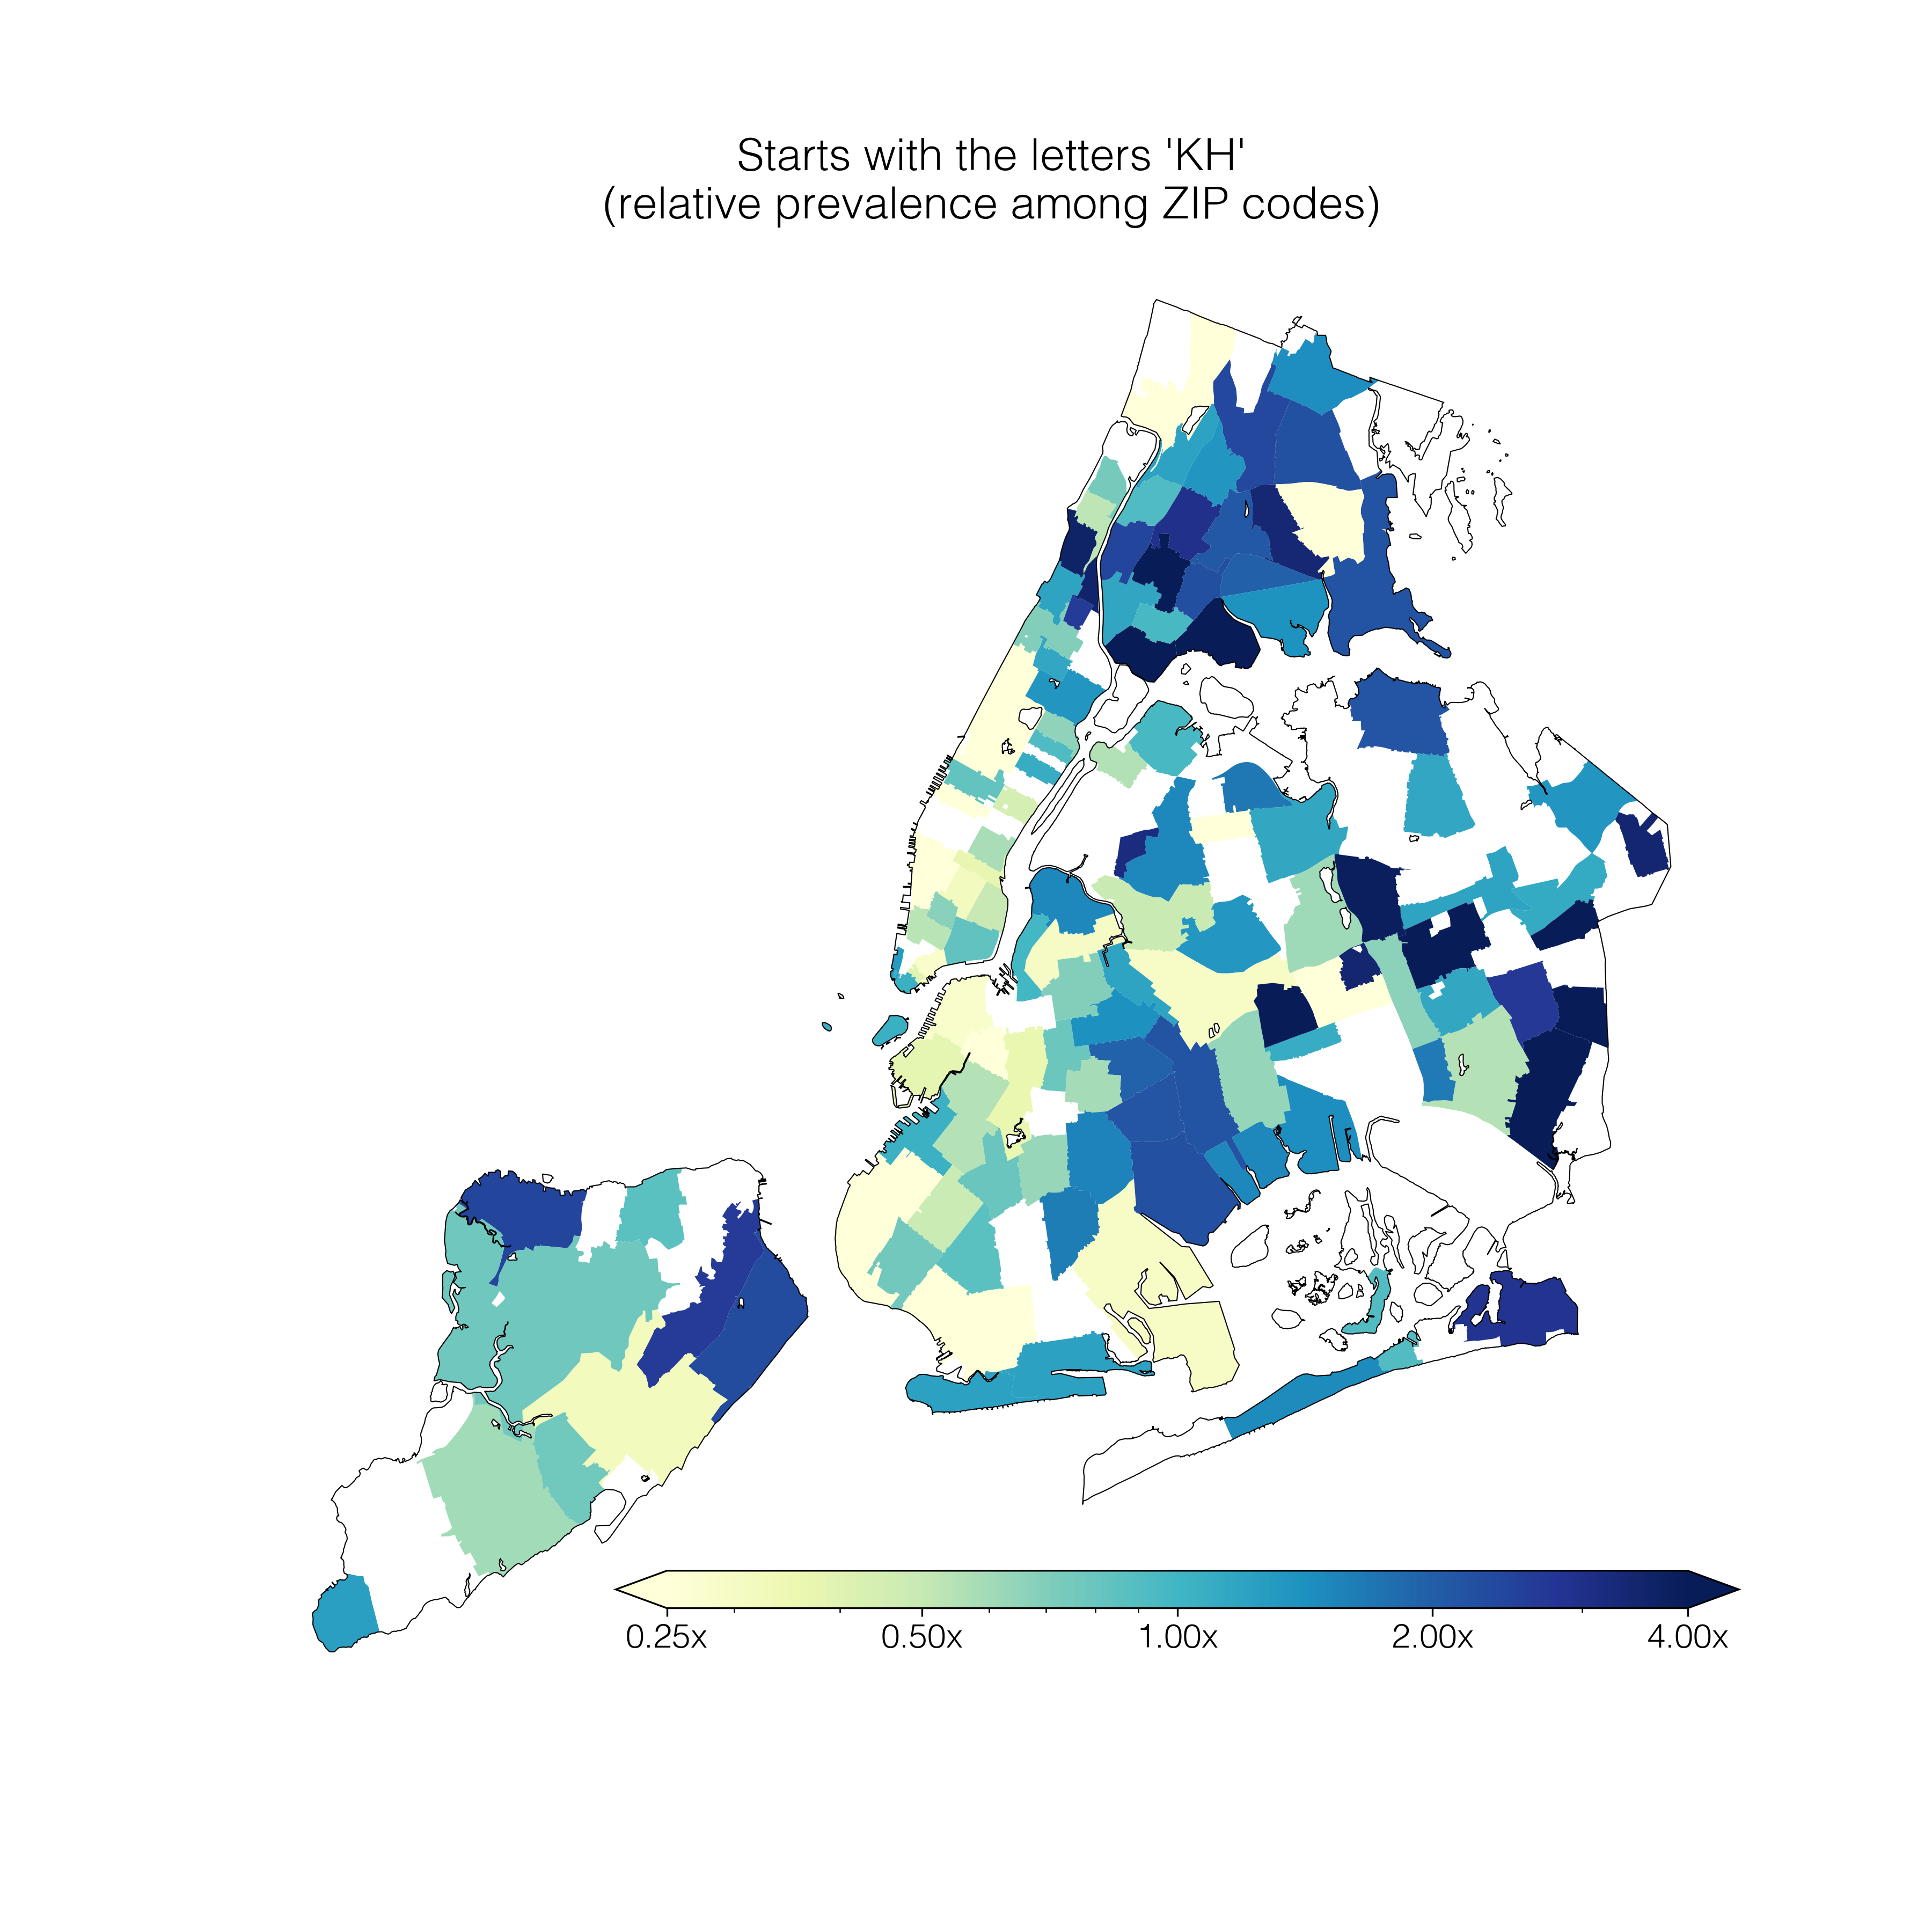 Starts with the letters 'KH'
(relative prevalence among ZIP codes)
0.25x 0.50x 1.00x 2.00x 4.00x